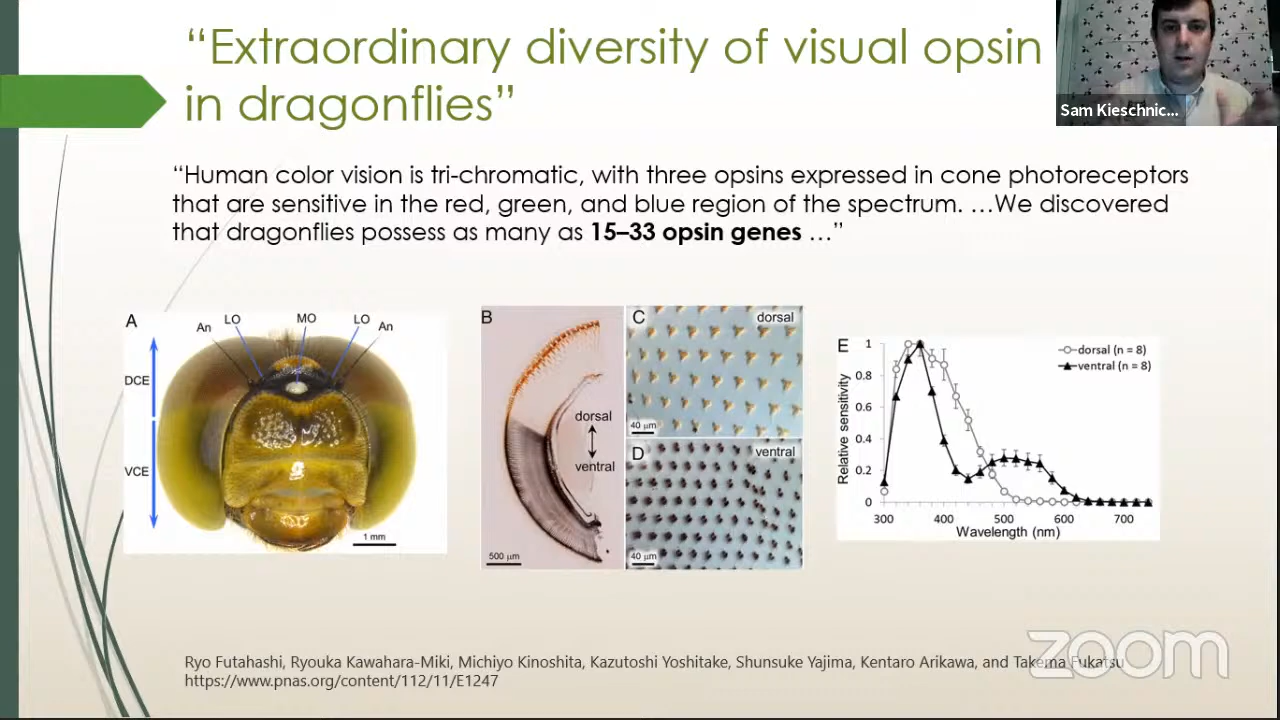 “Extraordinary diversity of visual opsin
in dragonflies”
Sam Kieschnic...
“Human color vision is tri-chromatic, with three opsins expressed in cone photoreceptors
that are sensitive in the red, green, and blue region of the spectrum. …We discovered
that dragonflies possess as many as 15–33 opsin genes …”
A
An
LO
MO
LO
An
DCE
VCE
1 mm
B
dorsal
ventral
500 µm
C
dorsal
40 µm
D
ventral
40 µm
E
dorsal (n = 8)
ventral (n = 8)
Relative sensitivity
1
0.8
0.6
0.4
0.2
0
300
400
500
600
700
Wavelength (nm)
Ryo Futahashi, Ryouka Kawahara-Miki, Michiyo Kinoshita, Kazutoshi Yoshitake, Shunsuke Yajima, Kentaro Arikawa, and Takema Fukatsu
https://www.pnas.org/content/112/11/E1247
zoom